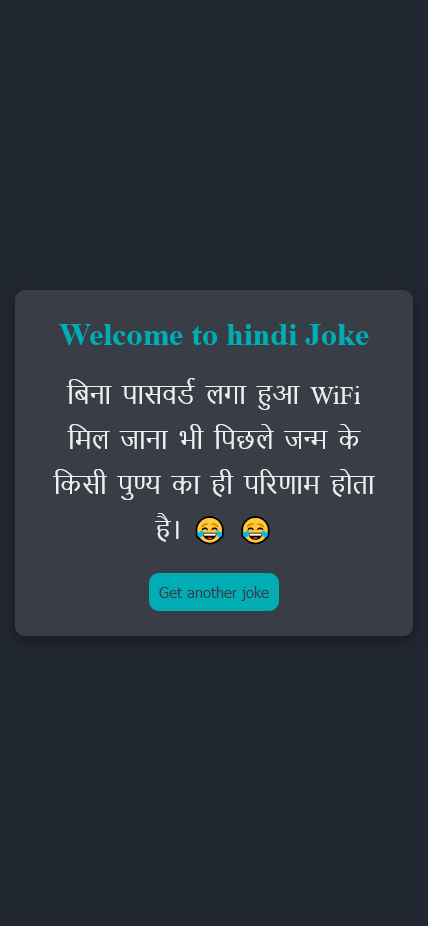 Welcome to hindi Joke
बिना पासवर्ड लगा हुआ WiFi
मिल जाना भी पिछले जन्म के
किसी पुण्य का ही परिणाम होता
है। 😂 😂
Get another joke